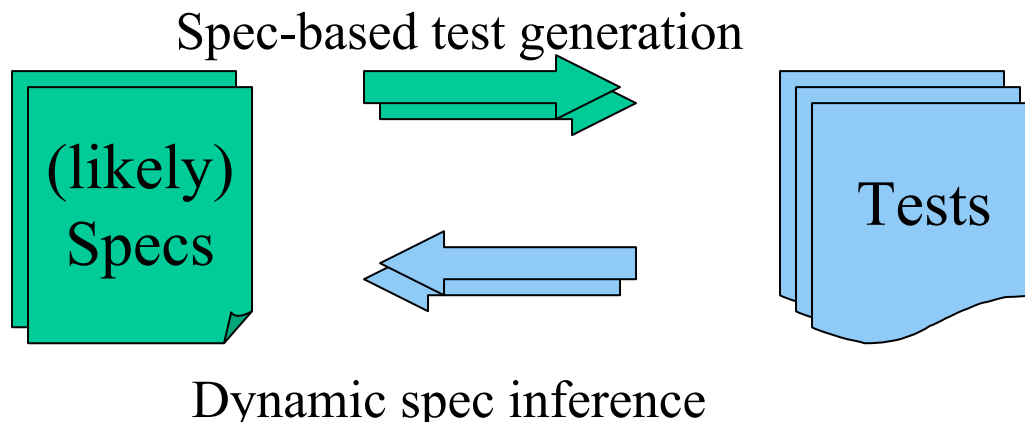 Spec-based test generation
(likely)
Specs
Tests
Dynamic spec inference